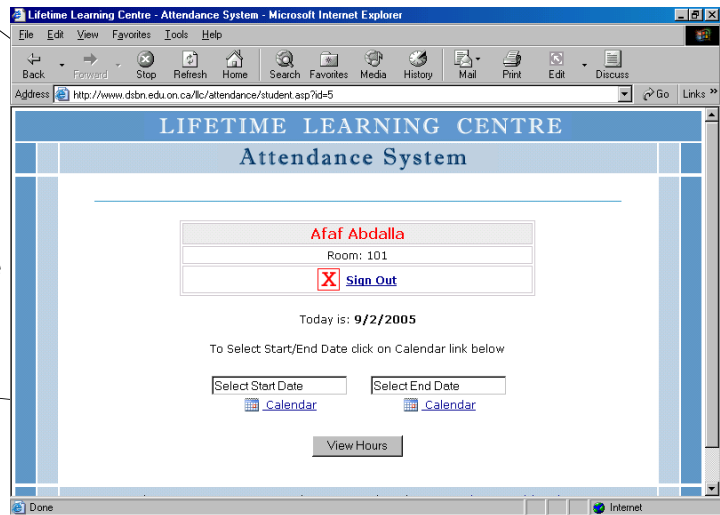 Lifetime Learning Centre - Attendance System - Microsoft Internet Explorer
File Edit View Favorites Tools Help
Back Forward Stop Refresh Home Search Favorites Media History Mail Print Edit Discuss
Address http://www.dsbn.edu.on.ca/llc/attendance/student.asp?id=5 Go Links »
LIFETIME LEARNING CENTRE
Attendance System
Afaf Abdalla
Room: 101
X Sign Out
Today is: 9/2/2005
To Select Start/End Date click on Calendar link below
Select Start Date Select End Date
Calendar Calendar
View Hours
Done Internet